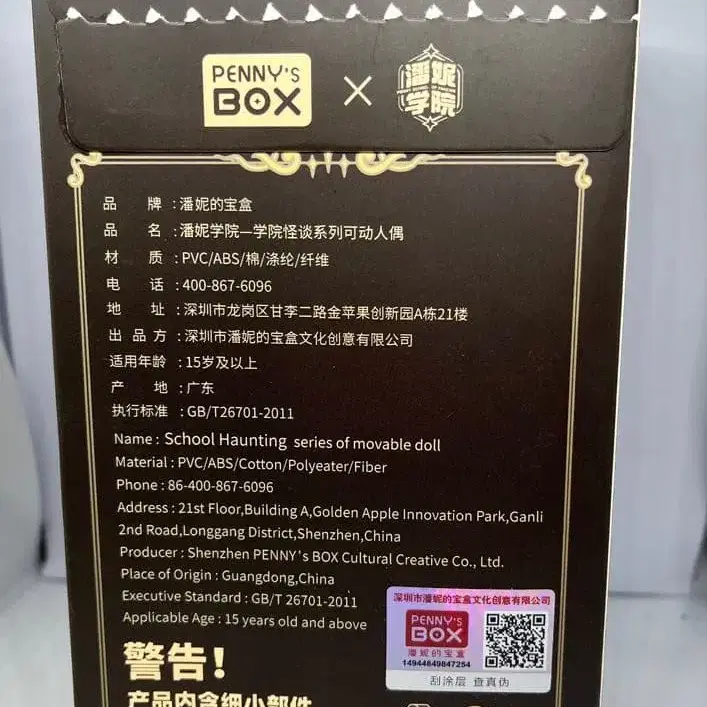 PENNY'S
BOX
×
潘妮
学院
品 牌 :潘妮的宝盒
品 名 :潘妮学院—学院怪谈系列可动人偶
材 质 :PVC/ABS/棉/涤纶/纤维
电 话 :400-867-6096
地 址 :深圳市龙岗区甘李二路金苹果创新园A栋21楼
出 品 方 :深圳市潘妮的宝盒文化创意有限公司
适用年龄 :15岁及以上
产 地 :广东
执行标准 :GB/T26701-2011
Name : School Haunting series of movable doll
Material : PVC/ABS/Cotton/Polyeater/Fiber
Phone : 86-400-867-6096
Address : 21st Floor,Building A,Golden Apple Innovation Park,Ganli
2nd Road,Longgang District,Shenzhen,China
Producer : Shenzhen PENNY's BOX Cultural Creative Co., Ltd.
Place of Origin : Guangdong,China
Executive Standard : GB/T 26701-2011
Applicable Age : 15 years old and above
深圳市潘妮的宝盒文化创意有限公司
PENNY'S
BOX
潘妮的宝盒
14944649847254
刮涂层 查真伪
警告!
产品内含细小部件